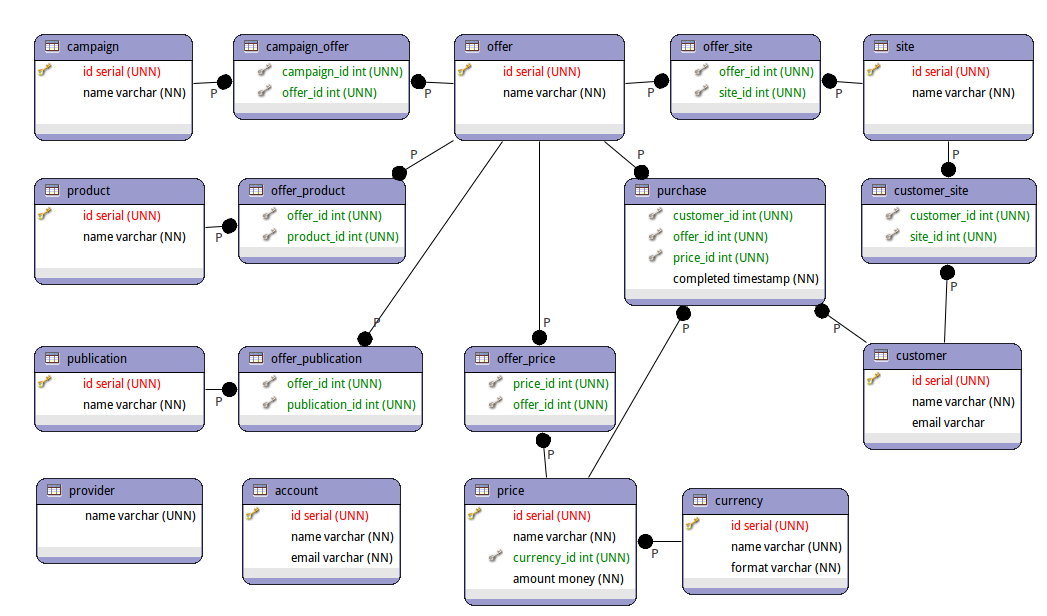 campaign
id serial (UNN)
name varchar (NN)
campaign_offer
campaign_id int (UNN)
offer_id int (UNN)
offer
id serial (UNN)
name varchar (NN)
offer_site
offer_id int (UNN)
site_id int (UNN)
site
id serial (UNN)
name varchar (NN)
P
P
P
P
P
P
P
product
id serial (UNN)
name varchar (NN)
offer_product
offer_id int (UNN)
product_id int (UNN)
purchase
customer_id int (UNN)
offer_id int (UNN)
price_id int (UNN)
completed timestamp (NN)
customer_site
customer_id int (UNN)
site_id int (UNN)
P
P
P
P
P
P
publication
id serial (UNN)
name varchar (NN)
offer_publication
offer_id int (UNN)
publication_id int (UNN)
offer_price
price_id int (UNN)
offer_id int (UNN)
customer
id serial (UNN)
name varchar (NN)
email varchar
P
P
provider
name varchar (UNN)
account
id serial (UNN)
name varchar (NN)
email varchar (NN)
price
id serial (UNN)
name varchar (NN)
currency_id int (UNN)
amount money (NN)
currency
id serial (UNN)
name varchar (UNN)
format varchar (NN)
P